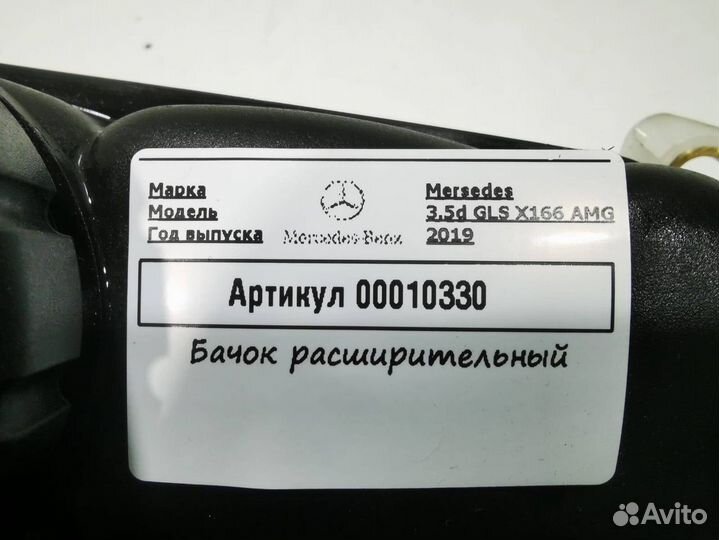 Марка Mersedes
Модель 3.5d GLS X166 AMG
Год выпуска Mercedes-Benz 2019
Артикул 00010330
Бачок расширительный
Avito